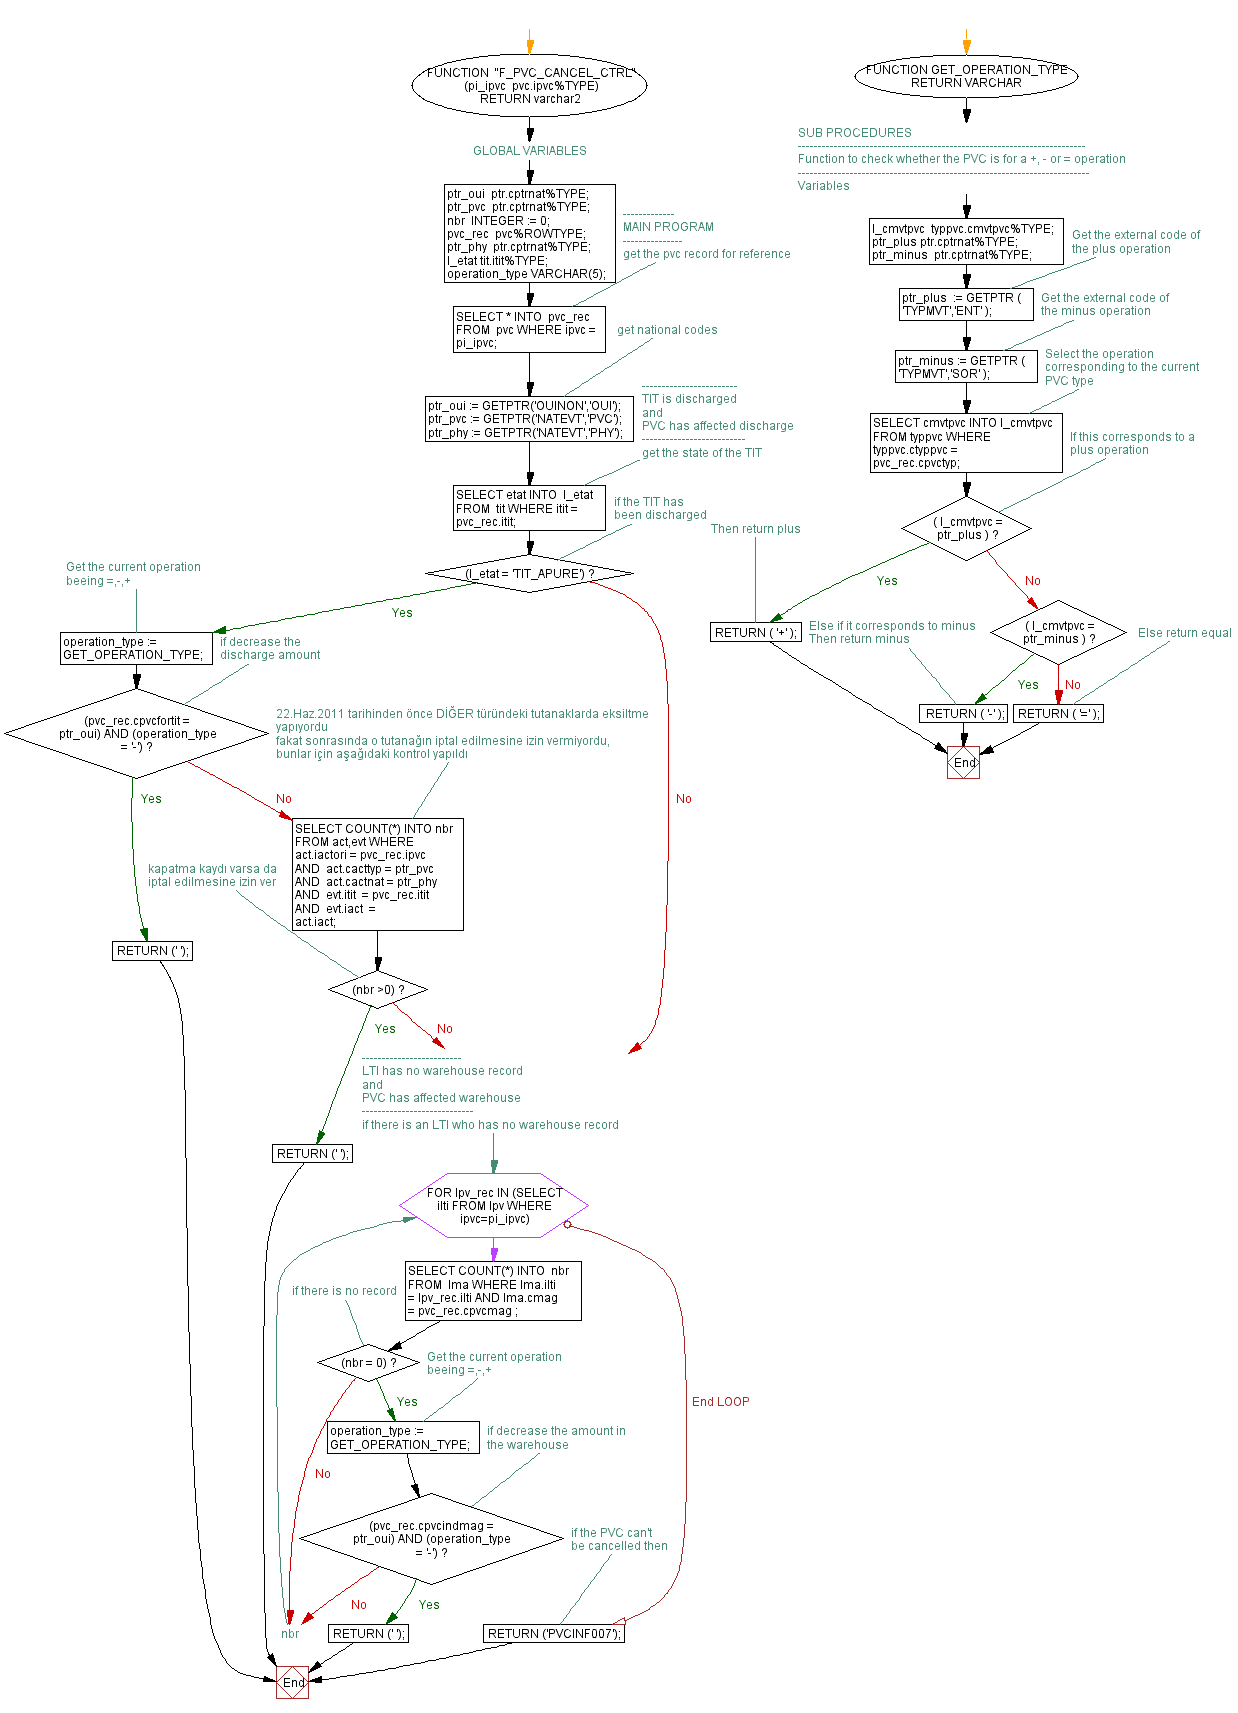 FUNCTION "F_PVC_CANCEL_CTRL"
(pi_ipvc pvc.ipvc%TYPE)
RETURN varchar2
GLOBAL VARIABLES
ptr_oui ptr.cptrnat%TYPE;
ptr_pvc ptr.cptrnat%TYPE;
nbr INTEGER := 0;
pvc_rec pvc%ROWTYPE;
ptr_phy ptr.cptrnat%TYPE;
l_etat tit.itit%TYPE;
operation_type VARCHAR(5);
-------------
MAIN PROGRAM
---------------
get the pvc record for reference
SELECT * INTO pvc_rec
FROM pvc WHERE ipvc =
pi_ipvc;
get national codes
ptr_oui := GETPTR('OUINON','OUI');
ptr_pvc := GETPTR('NATEVT','PVC');
ptr_phy := GETPTR('NATEVT','PHY');
------------------------
TIT is discharged
and
PVC has affected discharge
--------------------------
get the state of the TIT
SELECT etat INTO l_etat
FROM tit WHERE itit =
pvc_rec.itit;
if the TIT has
been discharged
(l_etat = 'TIT_APURE') ?
Yes
No
Get the current operation
beeing =,-,+
operation_type :=
GET_OPERATION_TYPE;
if decrease the
discharge amount
(pvc_rec.cpvcfortit =
ptr_oui) AND (operation_type
= '-') ?
Yes
No
22.Haz.2011 tarihinden önce DİĞER türündeki tutanaklarda eksiltme
yapıyordu
fakat sonrasında o tutanağın iptal edilmesine izin vermiyordu,
bunlar için aşağıdaki kontrol yapıldı
SELECT COUNT(*) INTO nbr
FROM act,evt WHERE
act.iactori = pvc_rec.ipvc
AND act.cacttyp = ptr_pvc
AND act.cactnat = ptr_phy
AND evt.itit = pvc_rec.itit
AND evt.iact =
act.iact;
kapatma kaydı varsa da
iptal edilmesine izin ver
RETURN (' ');
(nbr >0) ?
Yes
No
-------------------------
LTI has no warehouse record
and
PVC has affected warehouse
----------------------------
if there is an LTI who has no warehouse record
RETURN (' ');
FOR lpv_rec IN (SELECT
ilti FROM lpv WHERE
ipvc=pi_ipvc)
SELECT COUNT(*) INTO nbr
FROM lma WHERE lma.ilti
= lpv_rec.ilti AND lma.cmag
= pvc_rec.cpvcmag ;
if there is no record
(nbr = 0) ?
Yes
No
Get the current operation
beeing =,-,+
operation_type :=
GET_OPERATION_TYPE;
if decrease the amount in
the warehouse
(pvc_rec.cpvcindmag =
ptr_oui) AND (operation_type
= '-') ?
No
Yes
End LOOP
if the PVC can't
be cancelled then
nbr
RETURN (' ');
RETURN ('PVCINF007');
End
FUNCTION GET_OPERATION_TYPE
RETURN VARCHAR
SUB PROCEDURES
------------------------------------------------------------------------
Function to check whether the PVC is for a +, - or = operation
-------------------------------------------------------------------------
Variables
l_cmvtpvc typpvc.cmvtpvc%TYPE;
ptr_plus ptr.cptrnat%TYPE;
ptr_minus ptr.cptrnat%TYPE;
Get the external code of
the plus operation
ptr_plus := GETPTR (
'TYPMVT','ENT' );
Get the external code of
the minus operation
ptr_minus := GETPTR (
'TYPMVT','SOR' );
Select the operation
corresponding to the current
PVC type
SELECT cmvtpvc INTO l_cmvtpvc
FROM typpvc WHERE
typpvc.ctyppvc =
pvc_rec.cpvctyp;
If this corresponds to a
plus operation
( l_cmvtpvc =
ptr_plus ) ?
Then return plus
Yes
No
RETURN ( '+' );
Else if it corresponds to minus
Then return minus
( l_cmvtpvc =
ptr_minus ) ?
Else return equal
Yes
No
RETURN ( '-' );
RETURN ( '=' );
End